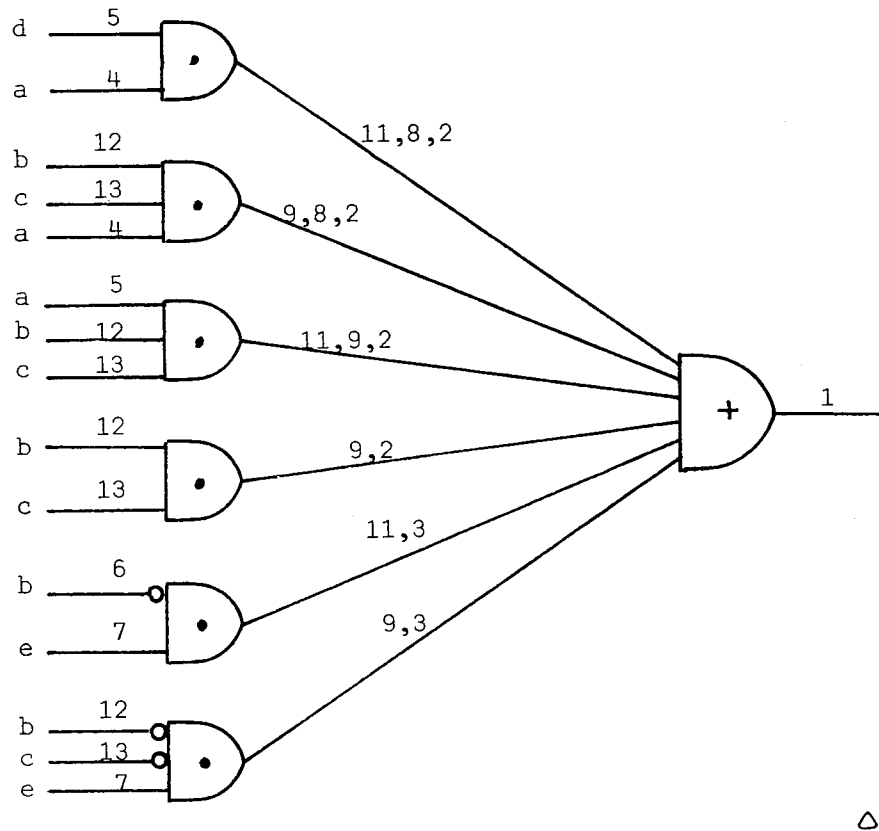 d 5
a 4
11,8,2
b 12
c 13
a 4
9,8,2
a 5
b 12
c 13
11,9,2
b 12
c 13
9,2
b 6
e 7
11,3
b 12
c 13
e 7
9,3
+ 1